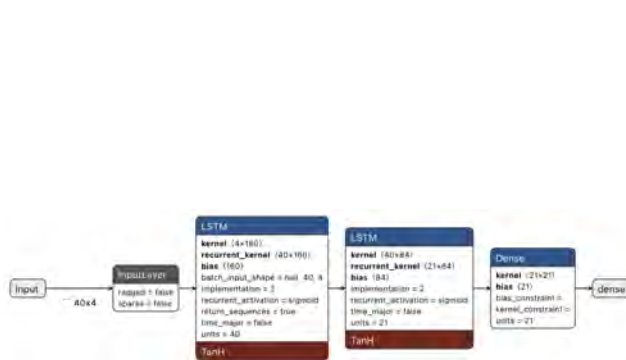 Input
40x4
InputLayer
ragged = false
sparse = false
LSTM
kernel (4×160)
recurrent_kernel (40×160)
bias (160)
batch_input_shape = null, 40, 4
implementation = 2
recurrent_activation = sigmoid
return_sequences = true
time_major = false
units = 40
TanH
LSTM
kernel (40×84)
recurrent_kernel (21×84)
bias (84)
implementation = 2
recurrent_activation = sigmoid
time_major = false
units = 21
TanH
Dense
kernel (21×21)
bias (21)
bias_constraint =
kernel_constraint =
units = 21
dense